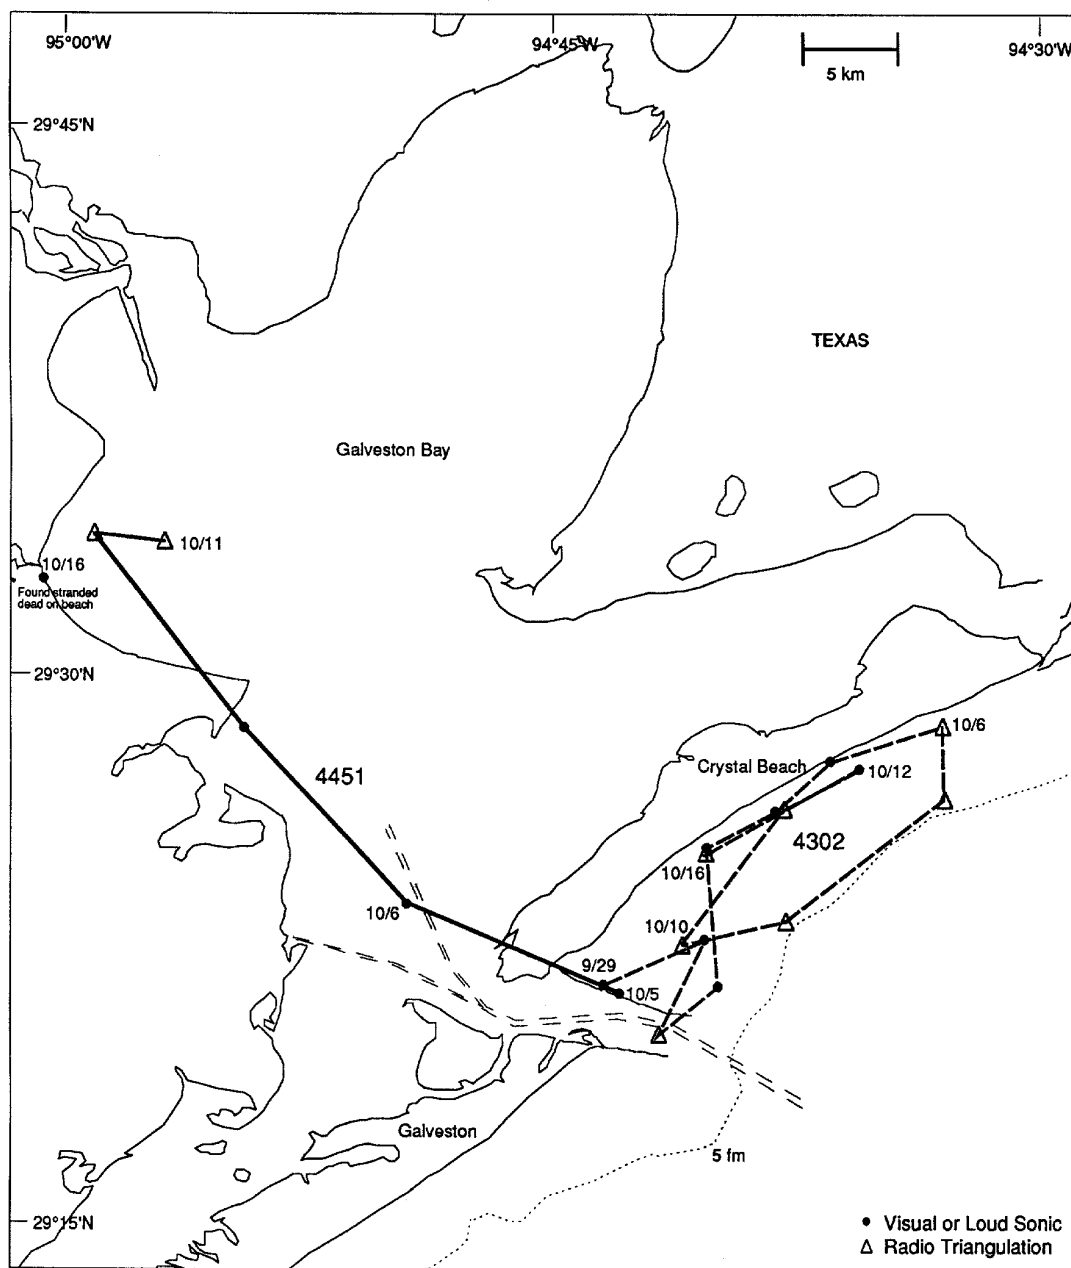 95°00'W
94°45'W
94°30'W
5 km
29°45'N
TEXAS
Galveston Bay
10/11
10/16
Found stranded
dead on beach
29°30'N
10/6
4451
Crystal Beach
10/12
4302
10/16
10/6
10/10
9/29
10/5
Galveston
5 fm
29°15'N
Visual or Loud Sonic
Radio Triangulation